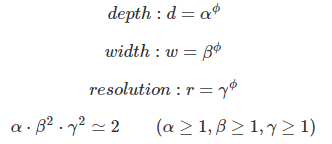 depth : d = α^ϕ
width : w = β^ϕ
resolution : r = γ^ϕ
α · β² · γ² ≃ 2 (α ≥ 1, β ≥ 1, γ ≥ 1)